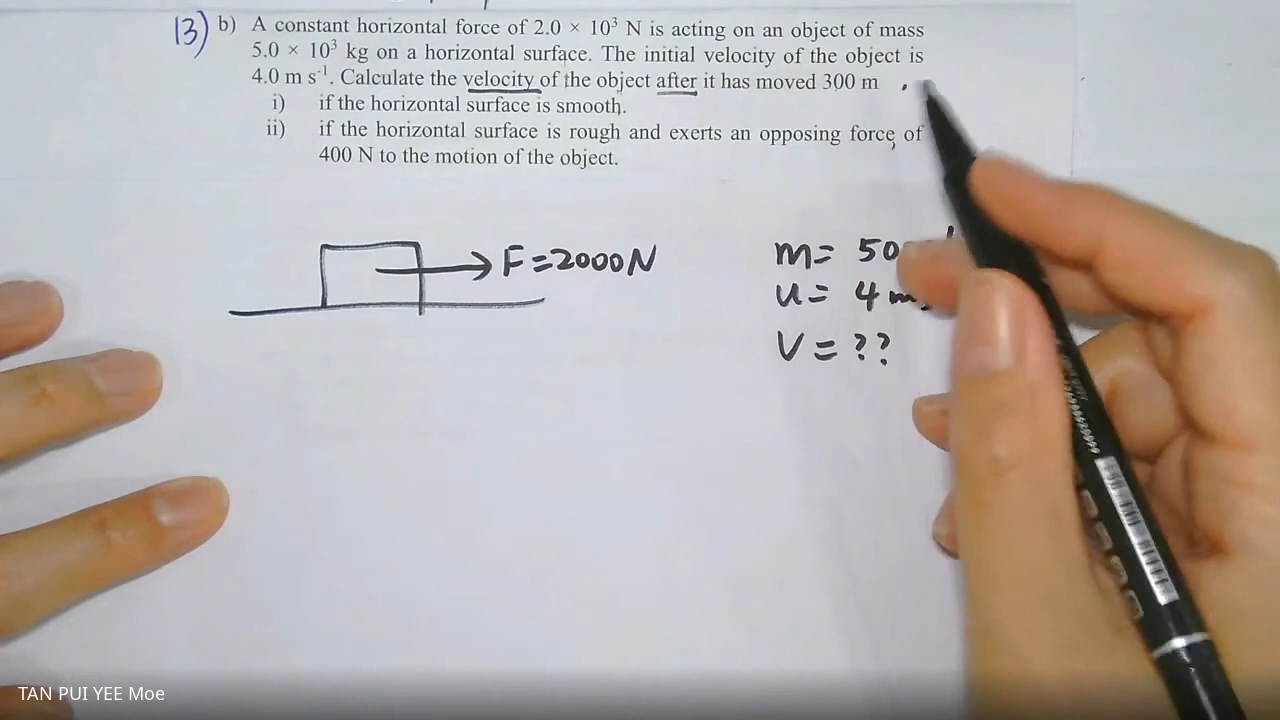 13) b) A constant horizontal force of 2.0 × 10³ N is acting on an object of mass
5.0 × 10³ kg on a horizontal surface. The initial velocity of the object is
4.0 m s⁻¹. Calculate the velocity of the object after it has moved 300 m
i) if the horizontal surface is smooth.
ii) if the horizontal surface is rough and exerts an opposing force of
400 N to the motion of the object.
F=2000N
m= 50
u= 4 m
V= ??
TAN PUI YEE Moe